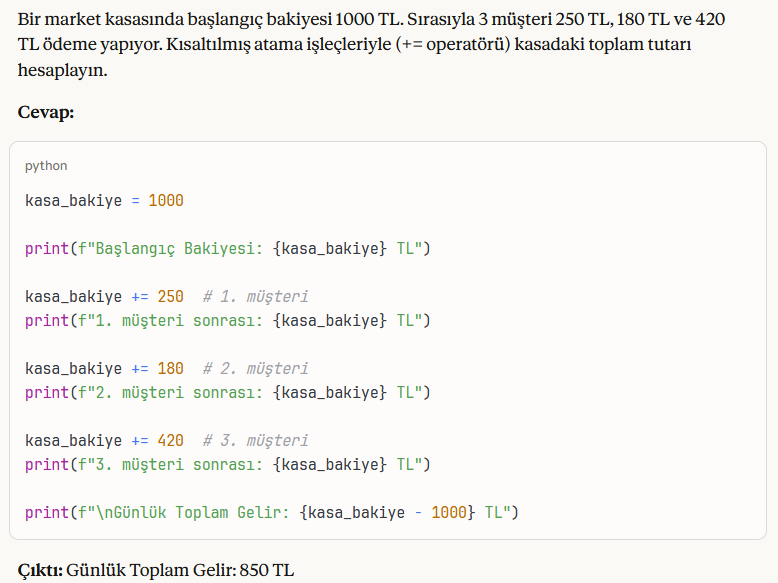 Bir market kasasında başlangıç bakiyesi 1000 TL. Sırasıyla 3 müşteri 250 TL, 180 TL ve 420
TL ödeme yapıyor. Kısaltılmış atama işleçleriyle (+= operatörü) kasadaki toplam tutarı
hesaplayın.
Cevap:
python
kasa_bakiye = 1000
print(f"Başlangıç Bakiyesi: {kasa_bakiye} TL")
kasa_bakiye += 250  # 1. müşteri
print(f"1. müşteri sonrası: {kasa_bakiye} TL")
kasa_bakiye += 180  # 2. müşteri
print(f"2. müşteri sonrası: {kasa_bakiye} TL")
kasa_bakiye += 420  # 3. müşteri
print(f"3. müşteri sonrası: {kasa_bakiye} TL")
print(f"\nGünlük Toplam Gelir: {kasa_bakiye - 1000} TL")
Çıktı: Günlük Toplam Gelir: 850 TL